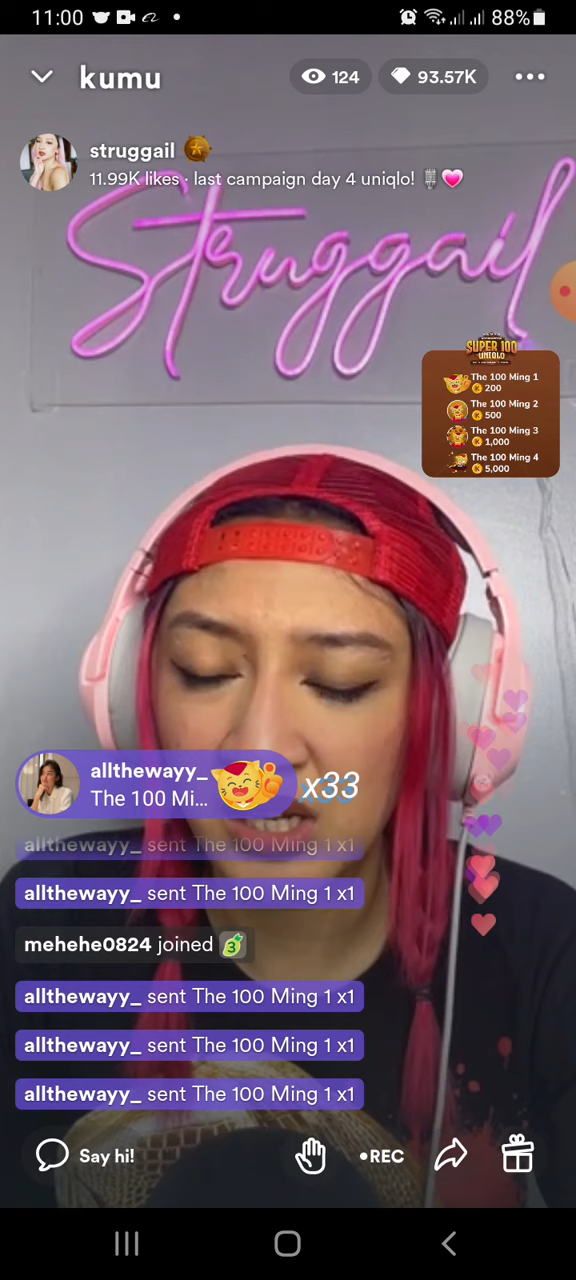 11:00
88%
kumu
124
93.57K
struggail
11.99K likes · last campaign day 4 uniqlo! 🎙️💗
Struggail
SUPER 100
UNIQLO
The 100 Ming 1
200
The 100 Ming 2
500
The 100 Ming 3
1,000
The 100 Ming 4
5,000
allthewayy_
The 100 Mi... x33
allthewayy_ sent The 100 Ming 1 x1
allthewayy_ sent The 100 Ming 1 x1
mehehe0824 joined 3
allthewayy_ sent The 100 Ming 1 x1
allthewayy_ sent The 100 Ming 1 x1
allthewayy_ sent The 100 Ming 1 x1
Say hi!
•REC